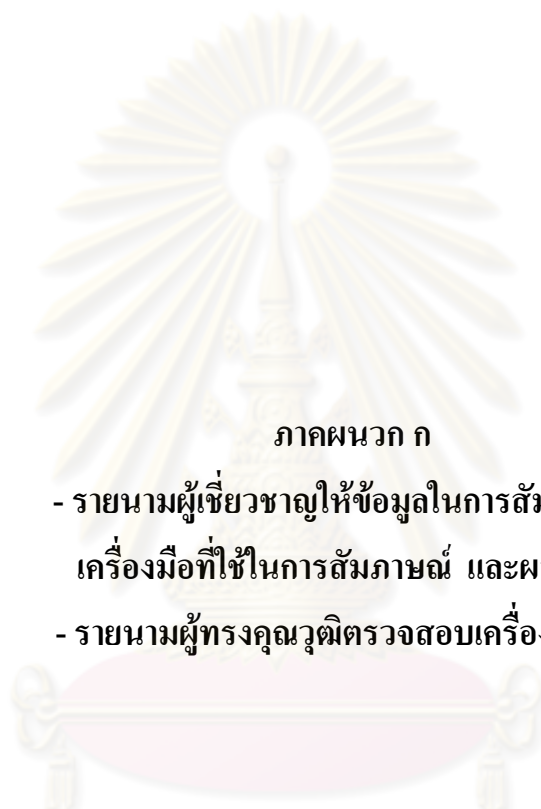 ภาคผนวก ก
- รายนามผู้เชี่ยวชาญให้ข้อมูลในการสัม
เครื่องมือที่ใช้ในการสัมภาษณ์ และผ
- รายนามผู้ทรงคุณวุฒิตรวจสอบเครื่อ